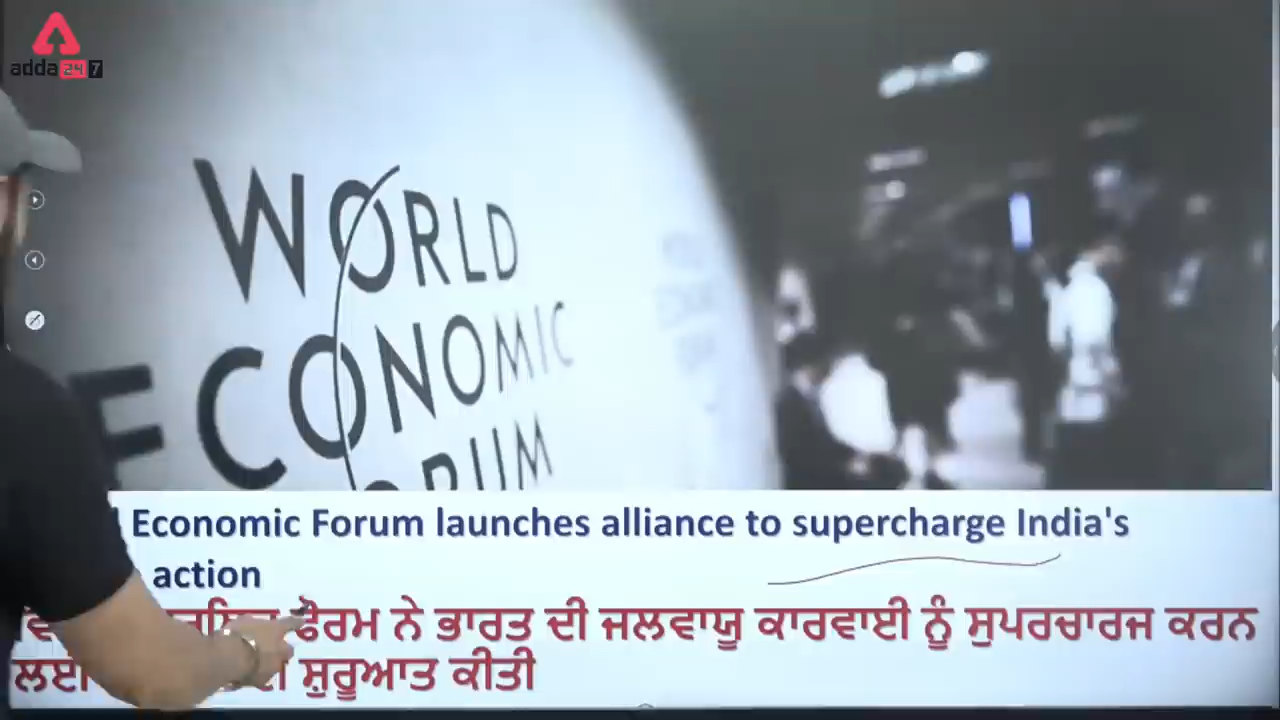 adda 247
WORLD
ECONOMIC
FORUM
Economic Forum launches alliance to supercharge India's
action
ਫੋਰਮ ਨੇ ਭਾਰਤ ਦੀ ਜਲਵਾਯੂ ਕਾਰਵਾਈ ਨੂੰ ਸੁਪਰਚਾਰਜ ਕਰਨ
ਲਈ ਸ਼ੁਰੂਆਤ ਕੀਤੀ